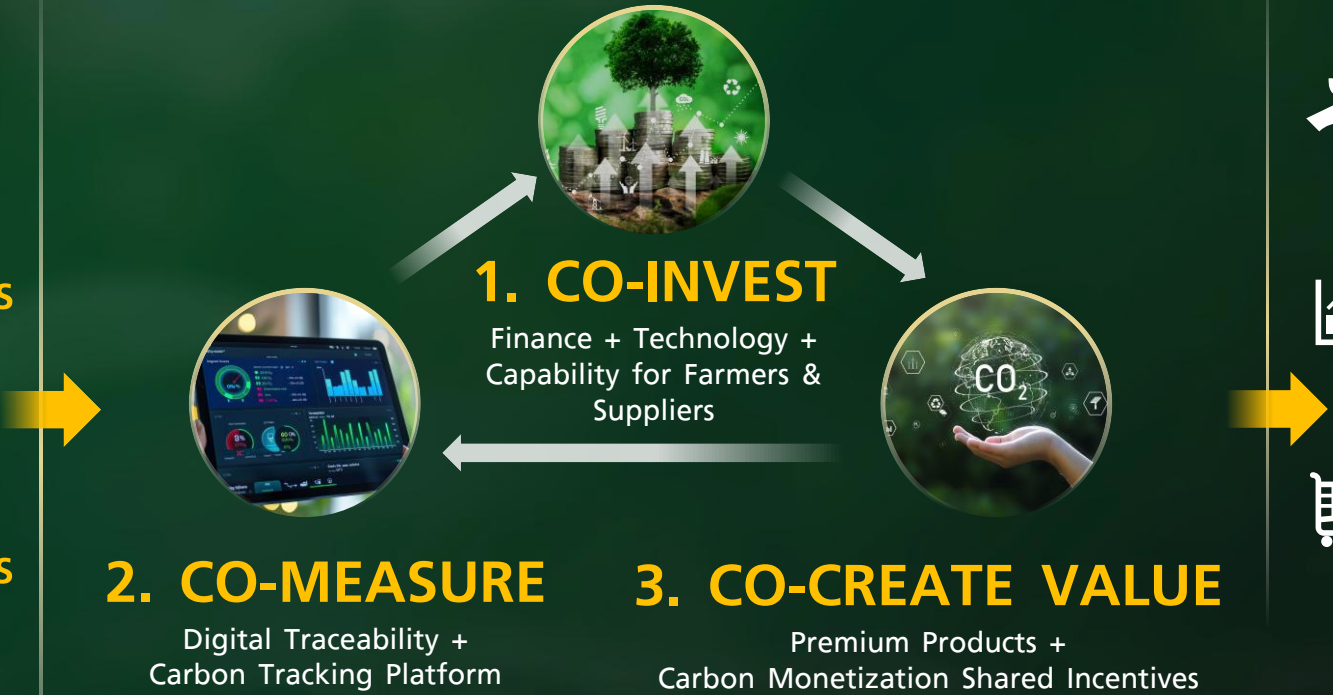 1. CO-INVEST
Finance + Technology +
Capability for Farmers &
Suppliers
CO₂
S
S
2. CO-MEASURE
Digital Traceability +
Carbon Tracking Platform
3. CO-CREATE VALUE
Premium Products +
Carbon Monetization Shared Incentives